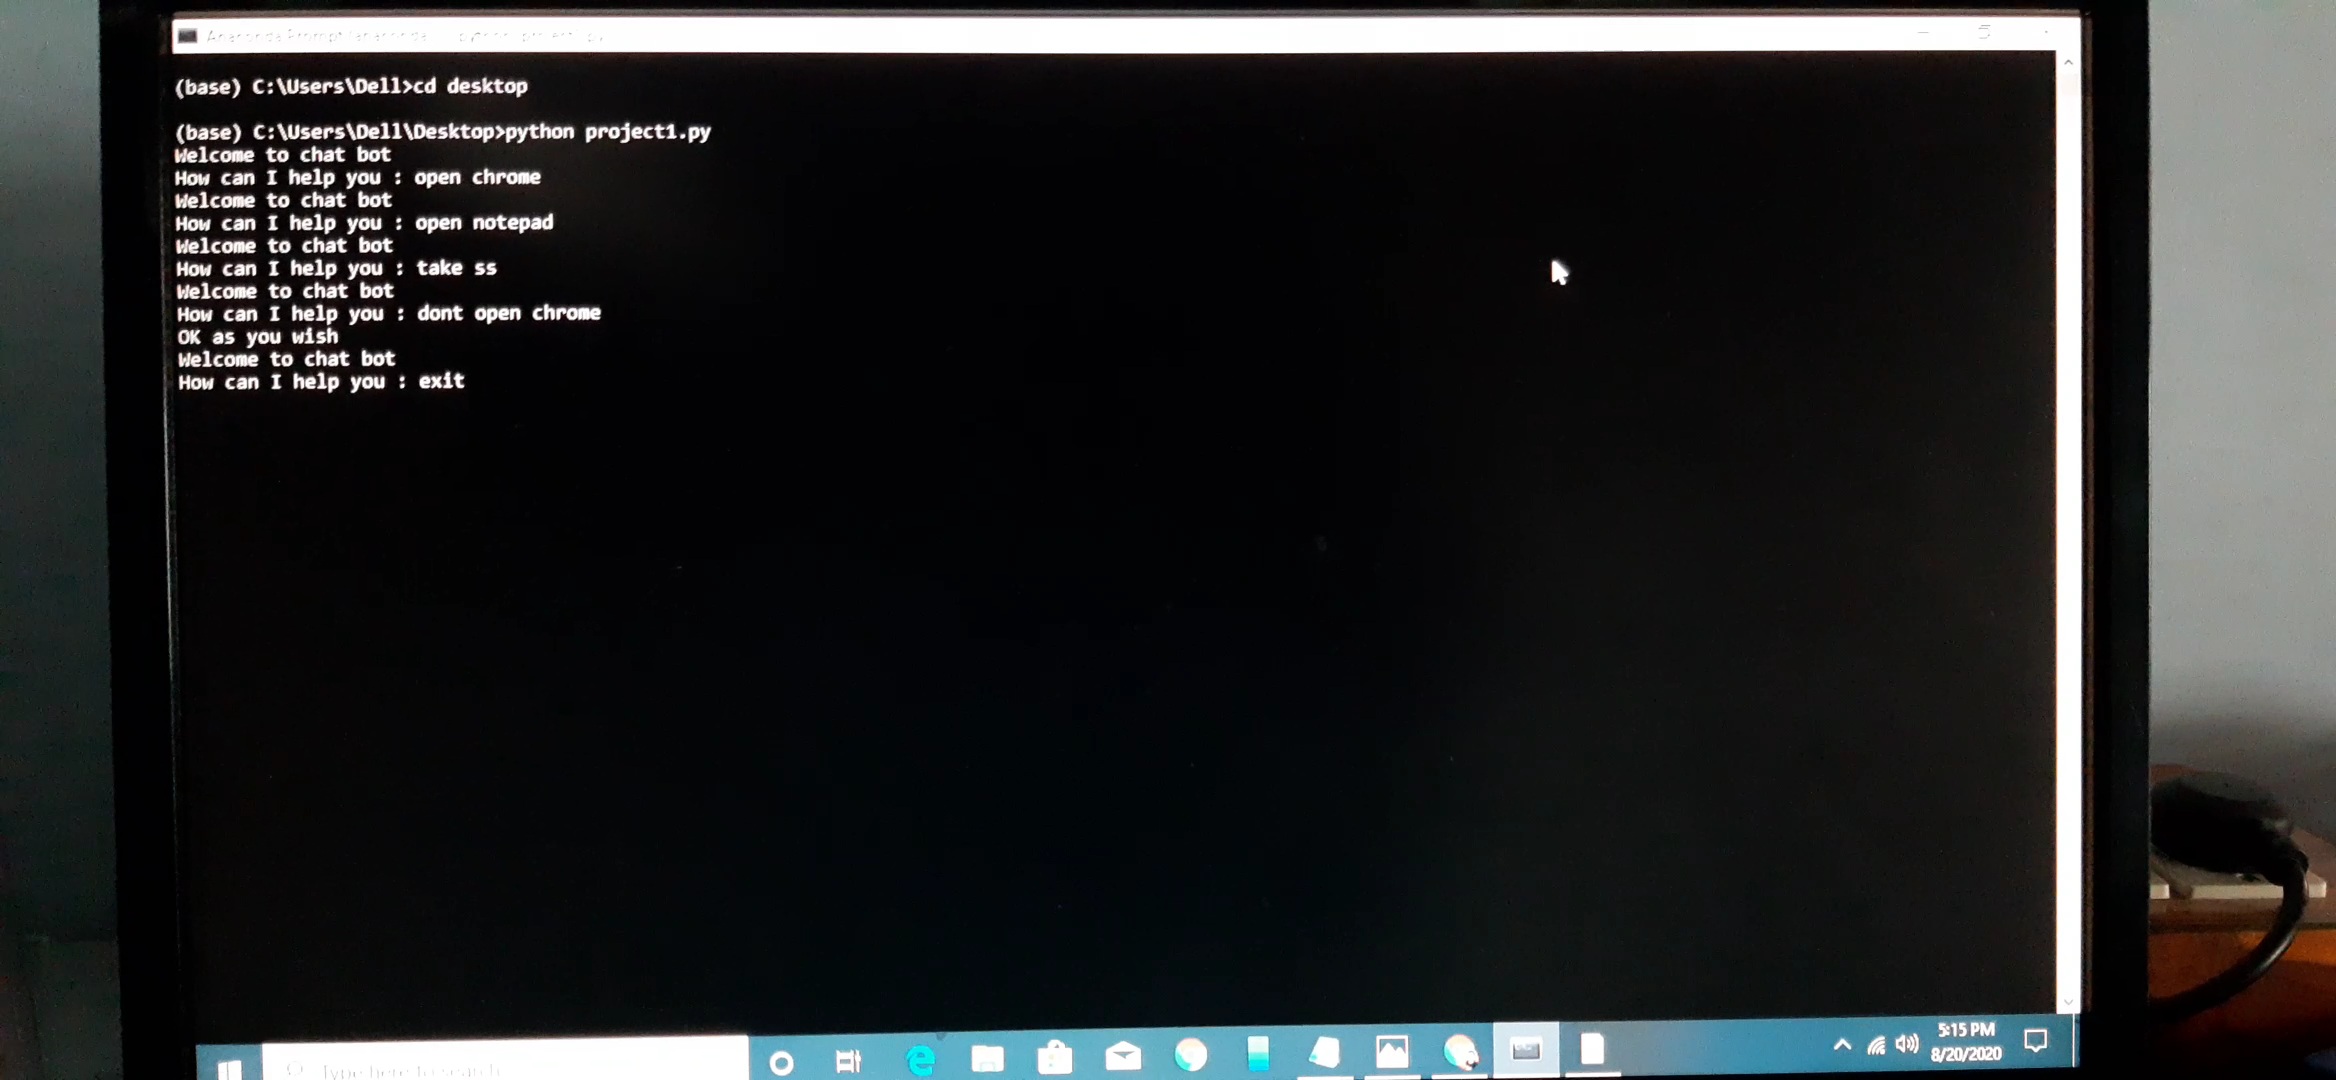 Anaconda Prompt (anaconda - python project1.py
(base) C:\Users\Dell>cd desktop
(base) C:\Users\Dell\Desktop>python project1.py
Welcome to chat bot
How can I help you : open chrome
Welcome to chat bot
How can I help you : open notepad
Welcome to chat bot
How can I help you : take ss
Welcome to chat bot
How can I help you : dont open chrome
OK as you wish
Welcome to chat bot
How can I help you : exit
Type here to search
5:15 PM
8/20/2020